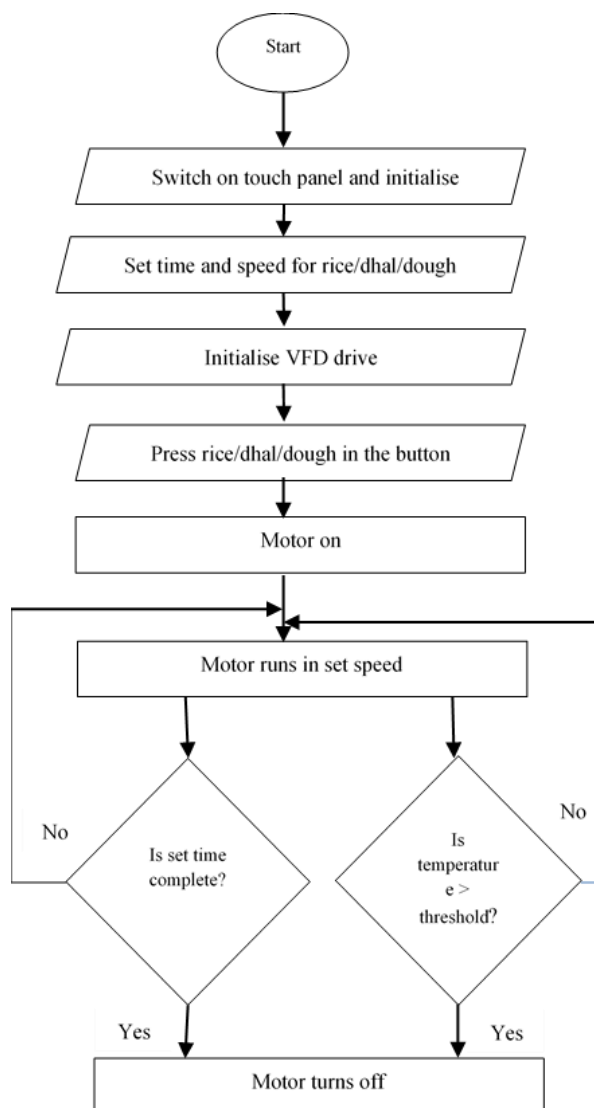 Start
Switch on touch panel and initialise
Set time and speed for rice/dhal/dough
Initialise VFD drive
Press rice/dhal/dough in the button
Motor on
Motor runs in set speed
No
Is set time
complete?
Is
temperatur
e >
threshold?
No
Yes
Yes
Motor turns off